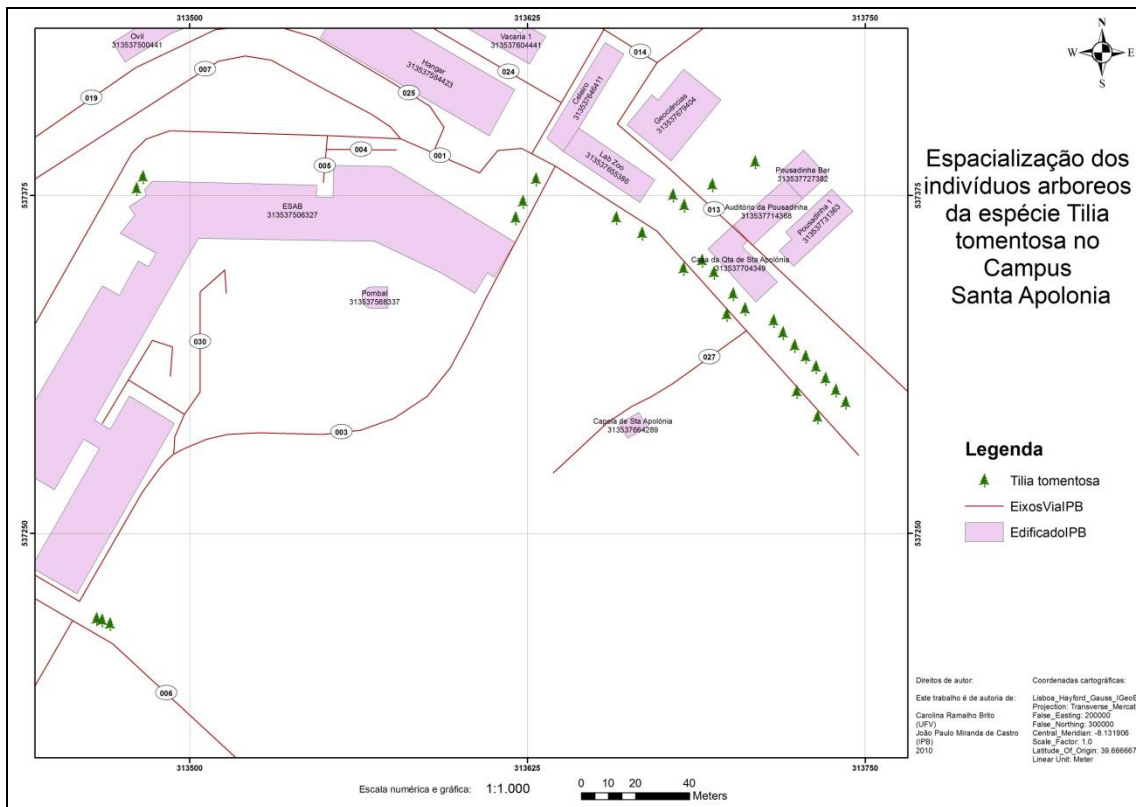 313500
313625
313750
Ovil
313537500441
Vacaria 1
313537604441
Hangar
313537584423
014
024
007
025
019
Celeiro
313537646411
Geociências
313537679404
004
001
005
Lab Zoo
313537655386
Pousadinha Bar
313537727382
537375
537375
ESAB
313537506327
013
Auditório da Pousadinha
313537714368
Pousadinha 1
313537731363
Casa da Qta de Sta Apolónia
313537704349
Pombal
313537568337
030
027
Capela de Sta Apolónia
313537664289
003
537250
537250
006
313500
313625
313750
Escala numérica e gráfica:
1:1.000
0 10 20 40
Meters
N
W E
S
Espacialização dos
indivíduos arboreos
da espécie Tilia
tomentosa no
Campus
Santa Apolonia
Legenda
Tilia tomentosa
EixosViaIPB
EdificadoIPB
Direitos de autor:
Este trabalho é de autoria de:
Carolina Ramalho Brito
(UFV)
João Paulo Miranda de Castro
(IPB)
2010
Coordenadas cartográficas:
Lisboa_Hayford_Gauss_IGeoE
Projection: Transverse_Mercat
False_Easting: 200000
False_Northing: 300000
Central_Meridian: -8.131906
Scale_Factor: 1.0
Latitude_Of_Origin: 39.666667
Linear Unit: Meter